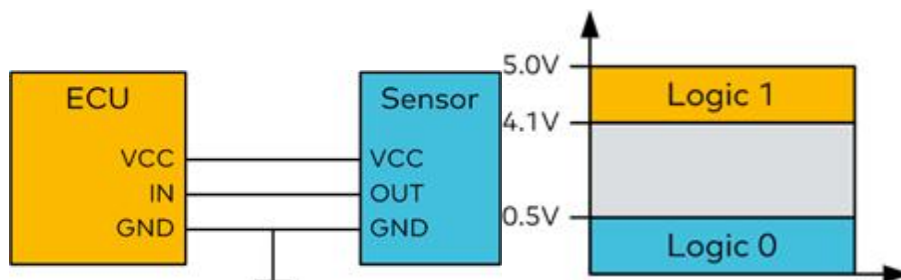 ECU
VCC
IN
GND
Sensor
VCC
OUT
GND
5.0V
4.1V
0.5V
Logic 1
Logic 0